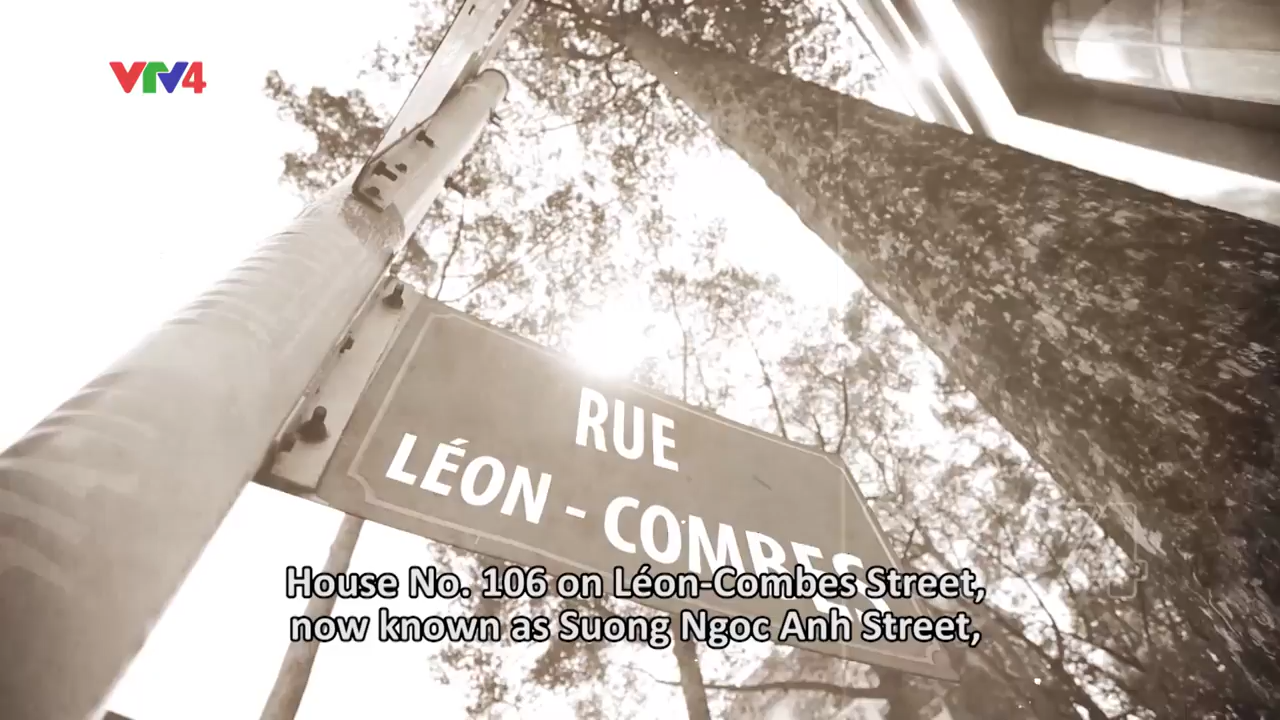 VTV4
RUE
LÉON - COMBES
House No. 106 on Léon-Combes Street,
now known as Suong Ngoc Anh Street,